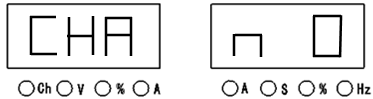 CHA n 0
○Ch ○V ○% ○A ○A ○S ○% ○Hz